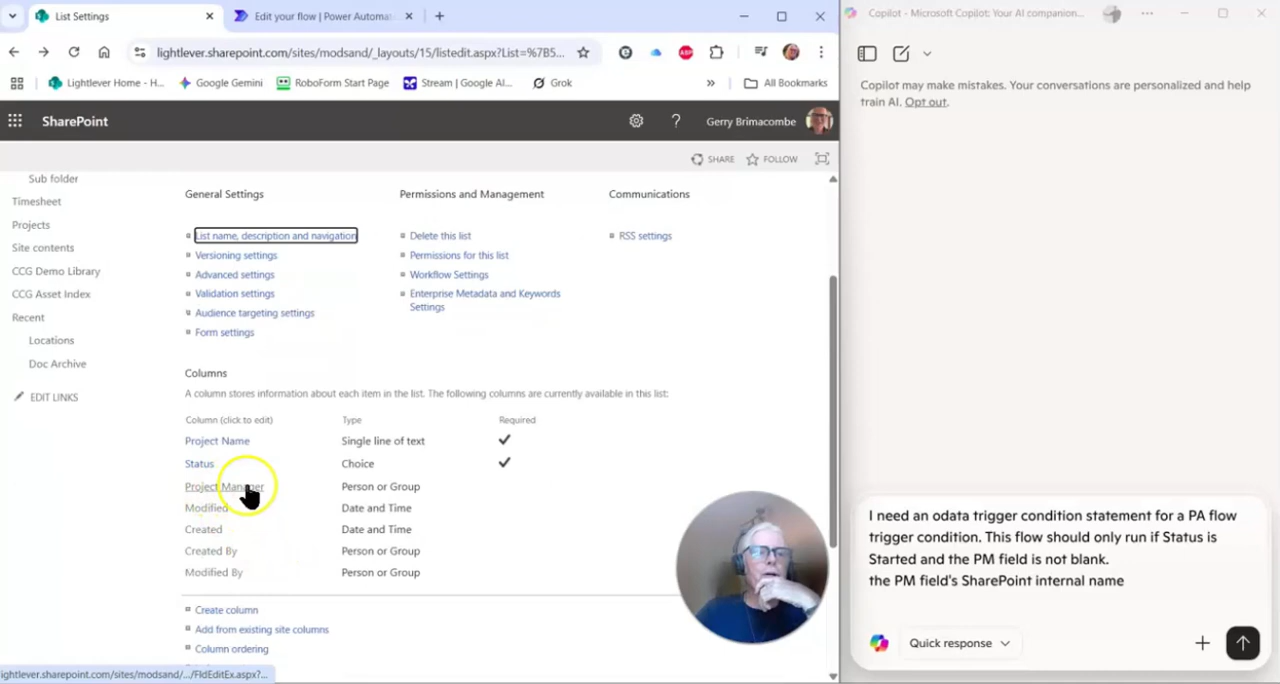 List Settings
Edit your flow | Power Automat
Copilot - Microsoft Copilot: Your AI companion...
lightlever.sharepoint.com/sites/modsand/_layouts/15/listedit.aspx?List=%7B5...
ABP
Lightlever Home - H...
Google Gemini
RoboForm Start Page
Stream | Google AI...
Grok
»
All Bookmarks
Copilot may make mistakes. Your conversations are personalized and help
train AI. Opt out.
SharePoint
?
Gerry Brimacombe
SHARE
FOLLOW
Sub folder
Timesheet
Projects
Site contents
CCG Demo Library
CCG Asset Index
Recent
Locations
Doc Archive
EDIT LINKS
General Settings
Permissions and Management
Communications
List name, description and navigation
Delete this list
RSS settings
Versioning settings
Permissions for this list
Advanced settings
Workflow Settings
Validation settings
Enterprise Metadata and Keywords
Settings
Audience targeting settings
Form settings
Columns
A column stores information about each item in the list. The following columns are currently available in this list:
Column (click to edit)
Type
Required
Project Name
Single line of text
Status
Choice
Project Manager
Person or Group
Modified
Date and Time
Created
Date and Time
Created By
Person or Group
Modified By
Person or Group
Create column
Add from existing site columns
Column ordering
lightlever.sharepoint.com/sites/modsand/.../FldEditEx.aspx?...
I need an odata trigger condition statement for a PA flow
trigger condition. This flow should only run if Status is
Started and the PM field is not blank.
the PM field's SharePoint internal name
Quick response